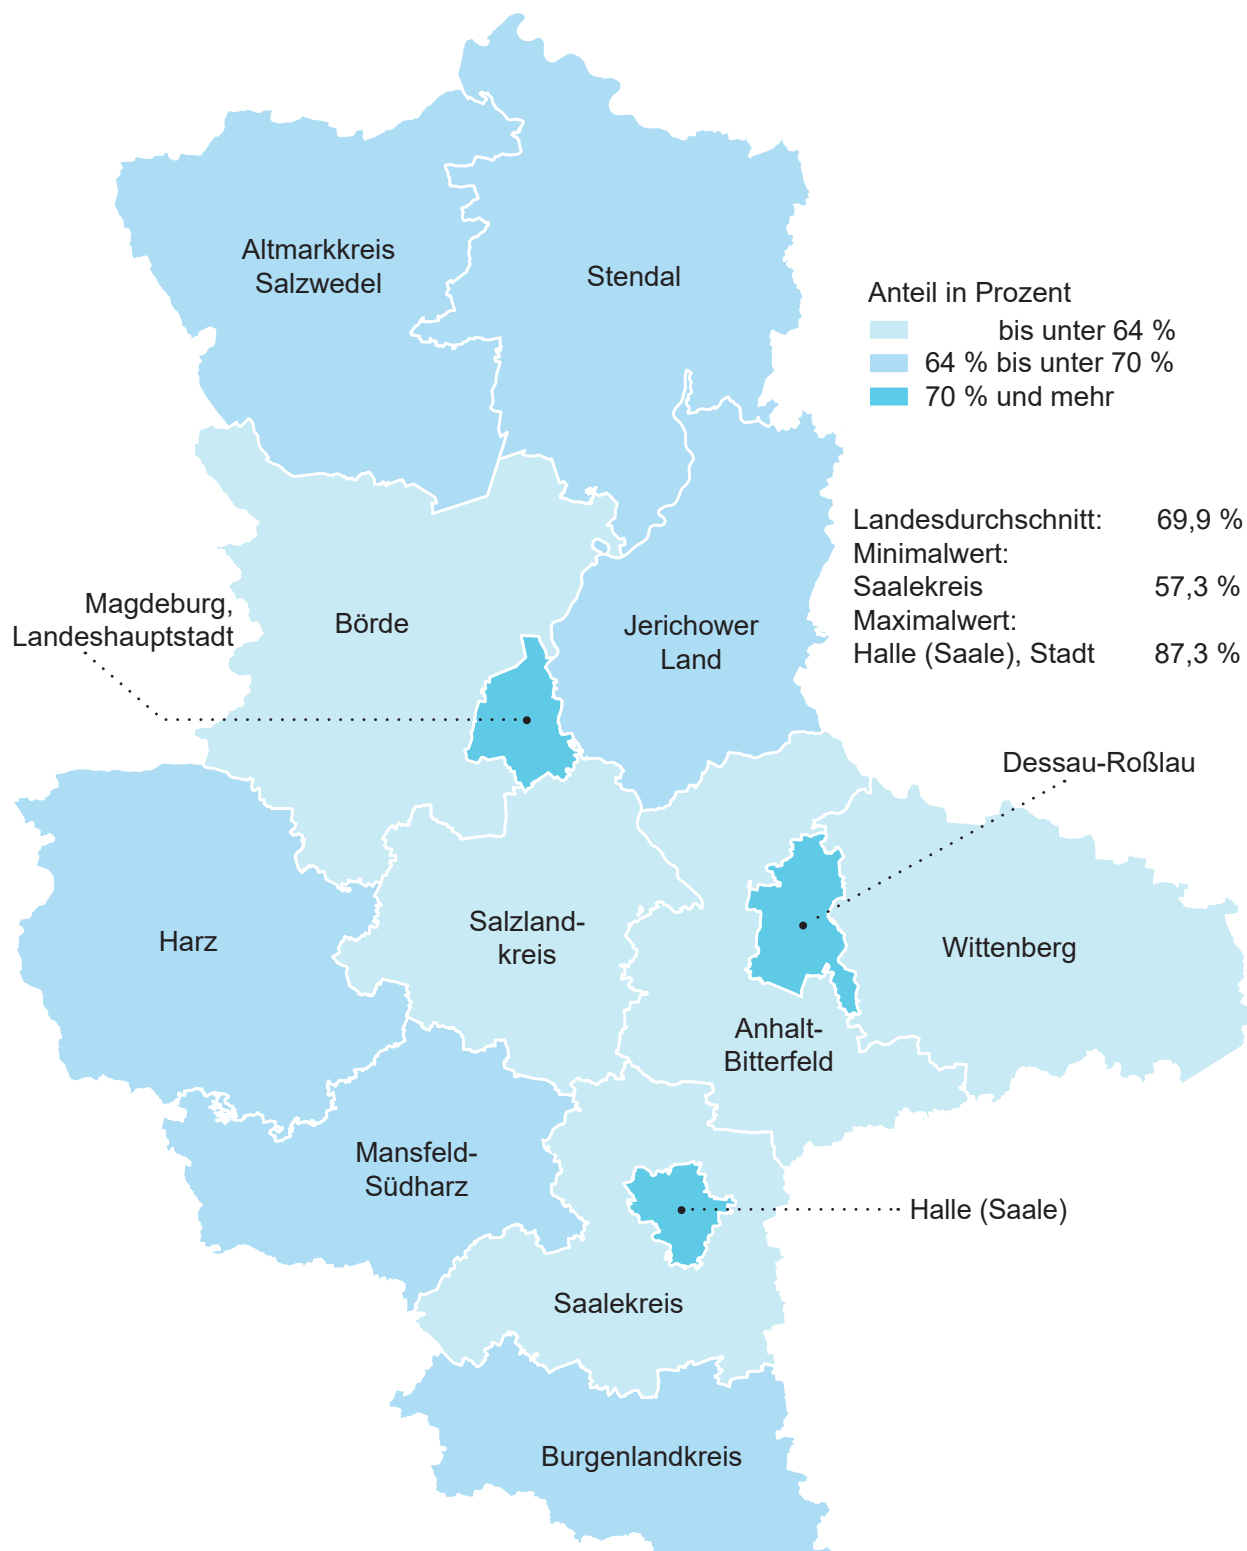 Altmarkkreis
Salzwedel
Stendal
Anteil in Prozent
bis unter 64 %
64 % bis unter 70 %
70 % und mehr
Landesdurchschnitt: 69,9 %
Minimalwert:
Saalekreis 57,3 %
Maximalwert:
Halle (Saale), Stadt 87,3 %
Magdeburg,
Landeshauptstadt
Börde
Jerichower
Land
Dessau-Roßlau
Harz
Salzland-
kreis
Wittenberg
Anhalt-
Bitterfeld
Mansfeld-
Südharz
Halle (Saale)
Saalekreis
Burgenlandkreis